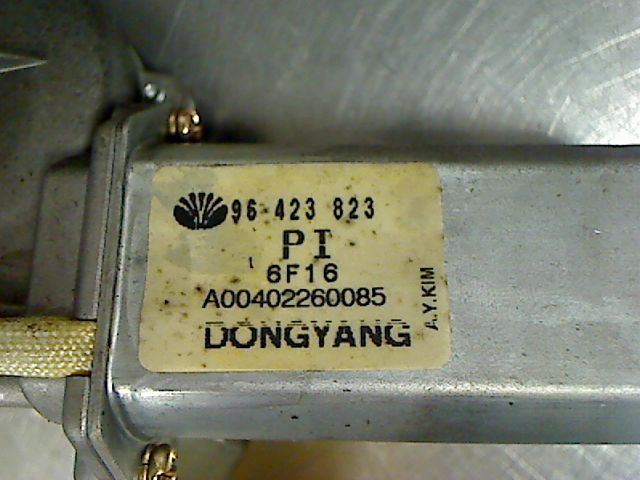 96 423 823
PI
6F16
A00402260085
DONGYANG
A.Y.KIM